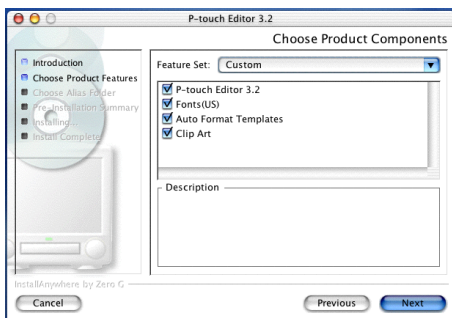 P-touch Editor 3.2
Choose Product Components
Introduction
Choose Product Features
Choose Alias Folder
Pre-Installation Summary
Installing...
Install Complete
Feature Set: Custom
P-touch Editor 3.2
Fonts(US)
Auto Format Templates
Clip Art
Description
InstallAnywhere by Zero G
Cancel
Previous
Next